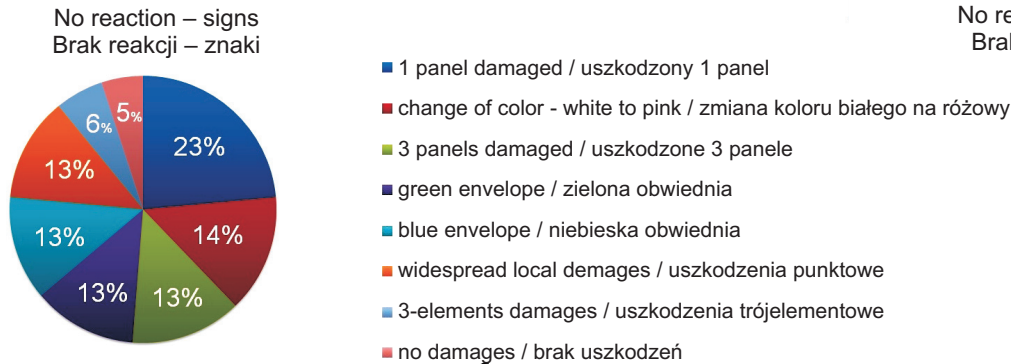 No reaction – signs
Brak reakcji – znaki
No re
Bral
23%
14%
13%
13%
13%
13%
6%
5%
1 panel damaged / uszkodzony 1 panel
change of color - white to pink / zmiana koloru białego na różowy
3 panels damaged / uszkodzone 3 panele
green envelope / zielona obwiednia
blue envelope / niebieska obwiednia
widespread local demages / uszkodzenia punktowe
3-elements damages / uszkodzenia trójelementowe
no damages / brak uszkodzeń